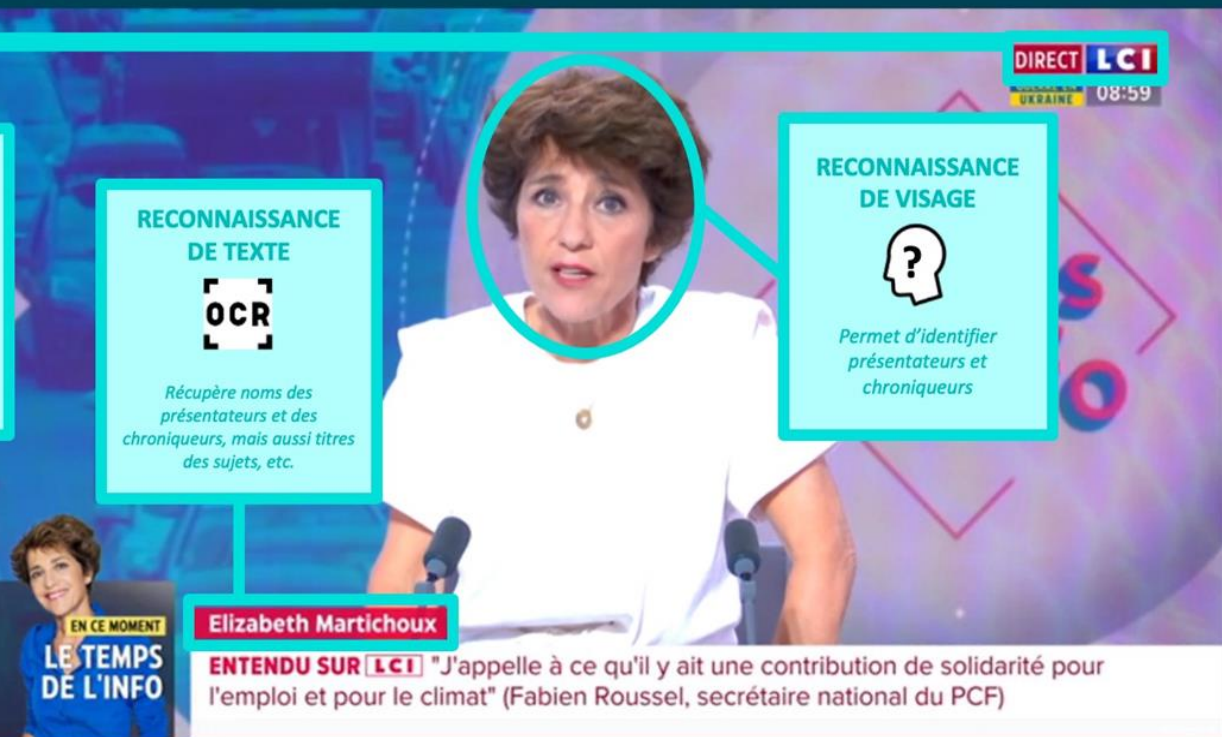 DIRECT LCI
UKRAINE 08:59
RECONNAISSANCE
DE VISAGE
?
Permet d'identifier
présentateurs et
chroniqueurs
RECONNAISSANCE
DE TEXTE
OCR
Récupère noms des
présentateurs et des
chroniqueurs, mais aussi titres
des sujets, etc.
EN CE MOMENT
LE TEMPS
DE L'INFO
Elizabeth Martichoux
ENTENDU SUR LCI "J'appelle à ce qu'il y ait une contribution de solidarité pour
l'emploi et pour le climat" (Fabien Roussel, secrétaire national du PCF)